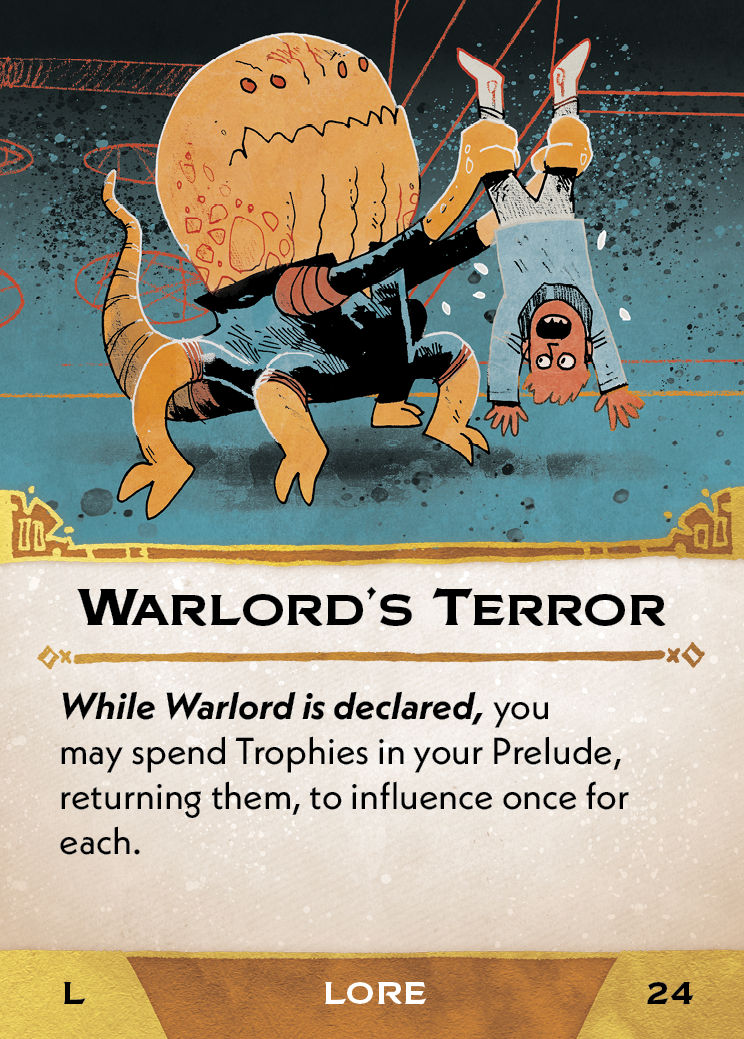 WARLORD'S TERROR
While Warlord is declared, you
may spend Trophies in your Prelude,
returning them, to influence once for
each.
L
LORE
24